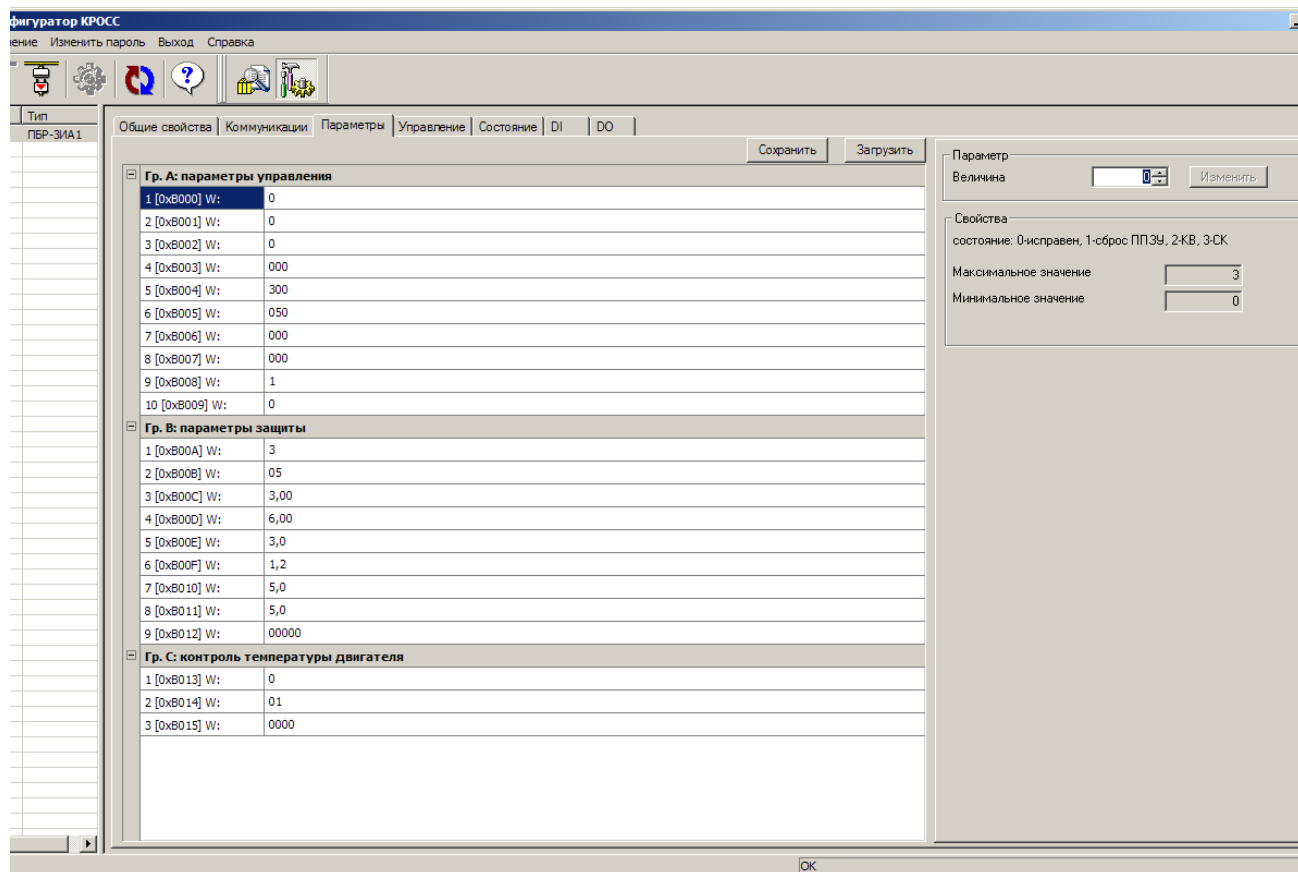 фигуратор КРОСС
ение Изменить пароль Выход Справка
Тип
ПБР-3ИА1
Общие свойства Коммуникации Параметры Управление Состояние DI DO
Сохранить Загрузить
Гр. А: параметры управления
1 [0xB000] W: 0
2 [0xB001] W: 0
3 [0xB002] W: 0
4 [0xB003] W: 000
5 [0xB004] W: 300
6 [0xB005] W: 050
7 [0xB006] W: 000
8 [0xB007] W: 000
9 [0xB008] W: 1
10 [0xB009] W: 0
Гр. В: параметры защиты
1 [0xB00A] W: 3
2 [0xB00B] W: 05
3 [0xB00C] W: 3,00
4 [0xB00D] W: 6,00
5 [0xB00E] W: 3,0
6 [0xB00F] W: 1,2
7 [0xB010] W: 5,0
8 [0xB011] W: 5,0
9 [0xB012] W: 00000
Гр. С: контроль температуры двигателя
1 [0xB013] W: 0
2 [0xB014] W: 01
3 [0xB015] W: 0000
Параметр
Величина 0 Изменить
Свойства
состояние: 0-исправен, 1-сброс ППЗУ, 2-КВ, 3-СК
Максимальное значение 3
Минимальное значение 0
OK